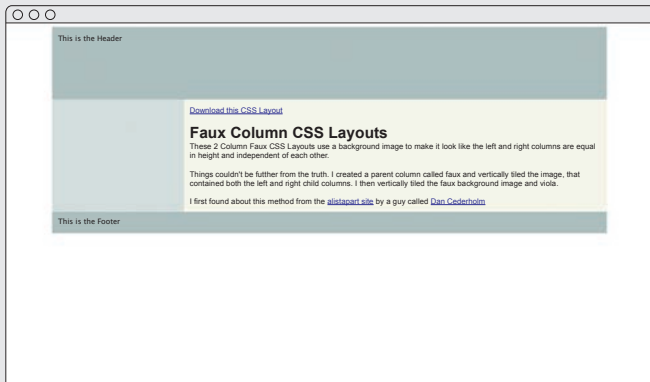 This is the Header
Download this CSS Layout
Faux Column CSS Layouts
These 2 Column Faux CSS Layouts use a background image to make it look like the left and right columns are equal
in height and independent of each other.
Things couldn't be futther from the truth. I created a parent column called faux and vertically tiled the image, that
contained both the left and right child columns. I then vertically tiled the faux background image and viola.
I first found about this method from the alistapart site by a guy called Dan Cederholm
This is the Footer